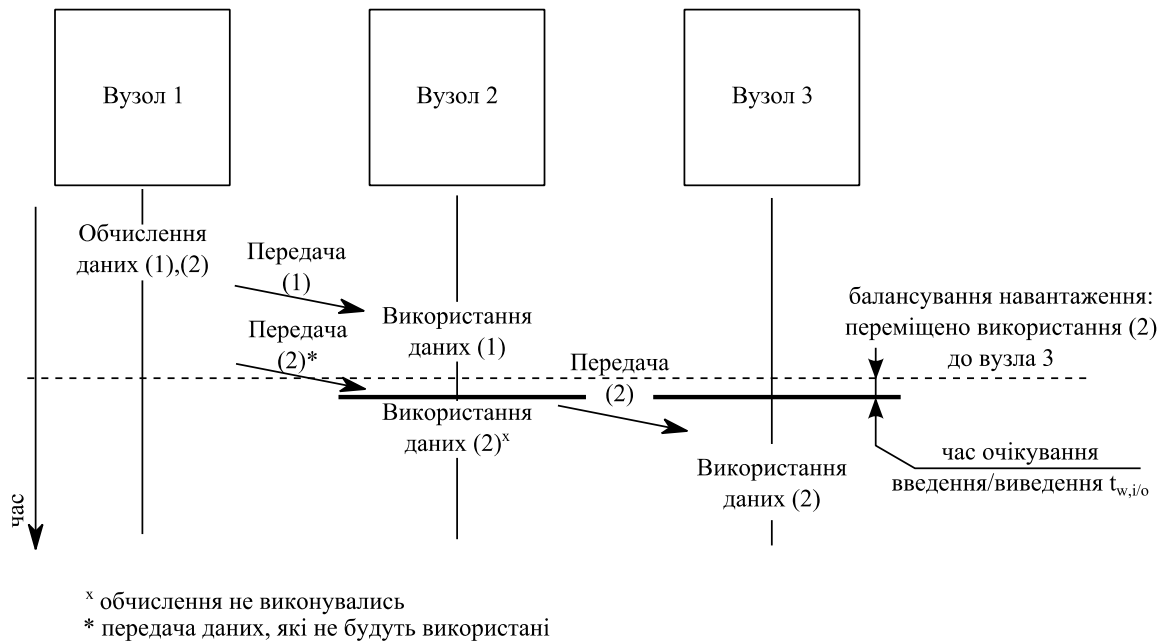 Вузол 1
Вузол 2
Вузол 3
Обчислення
даних (1),(2)
Передача
(1)
Використання
даних (1)
Передача
(2)*
Передача
(2)
балансування навантаження:
переміщено використання (2)
до вузла 3
Використання
даних (2)ˣ
Використання
даних (2)
час очікування
введення/виведення t_w,i/o
час
ˣ обчислення не виконувались
* передача даних, які не будуть використані